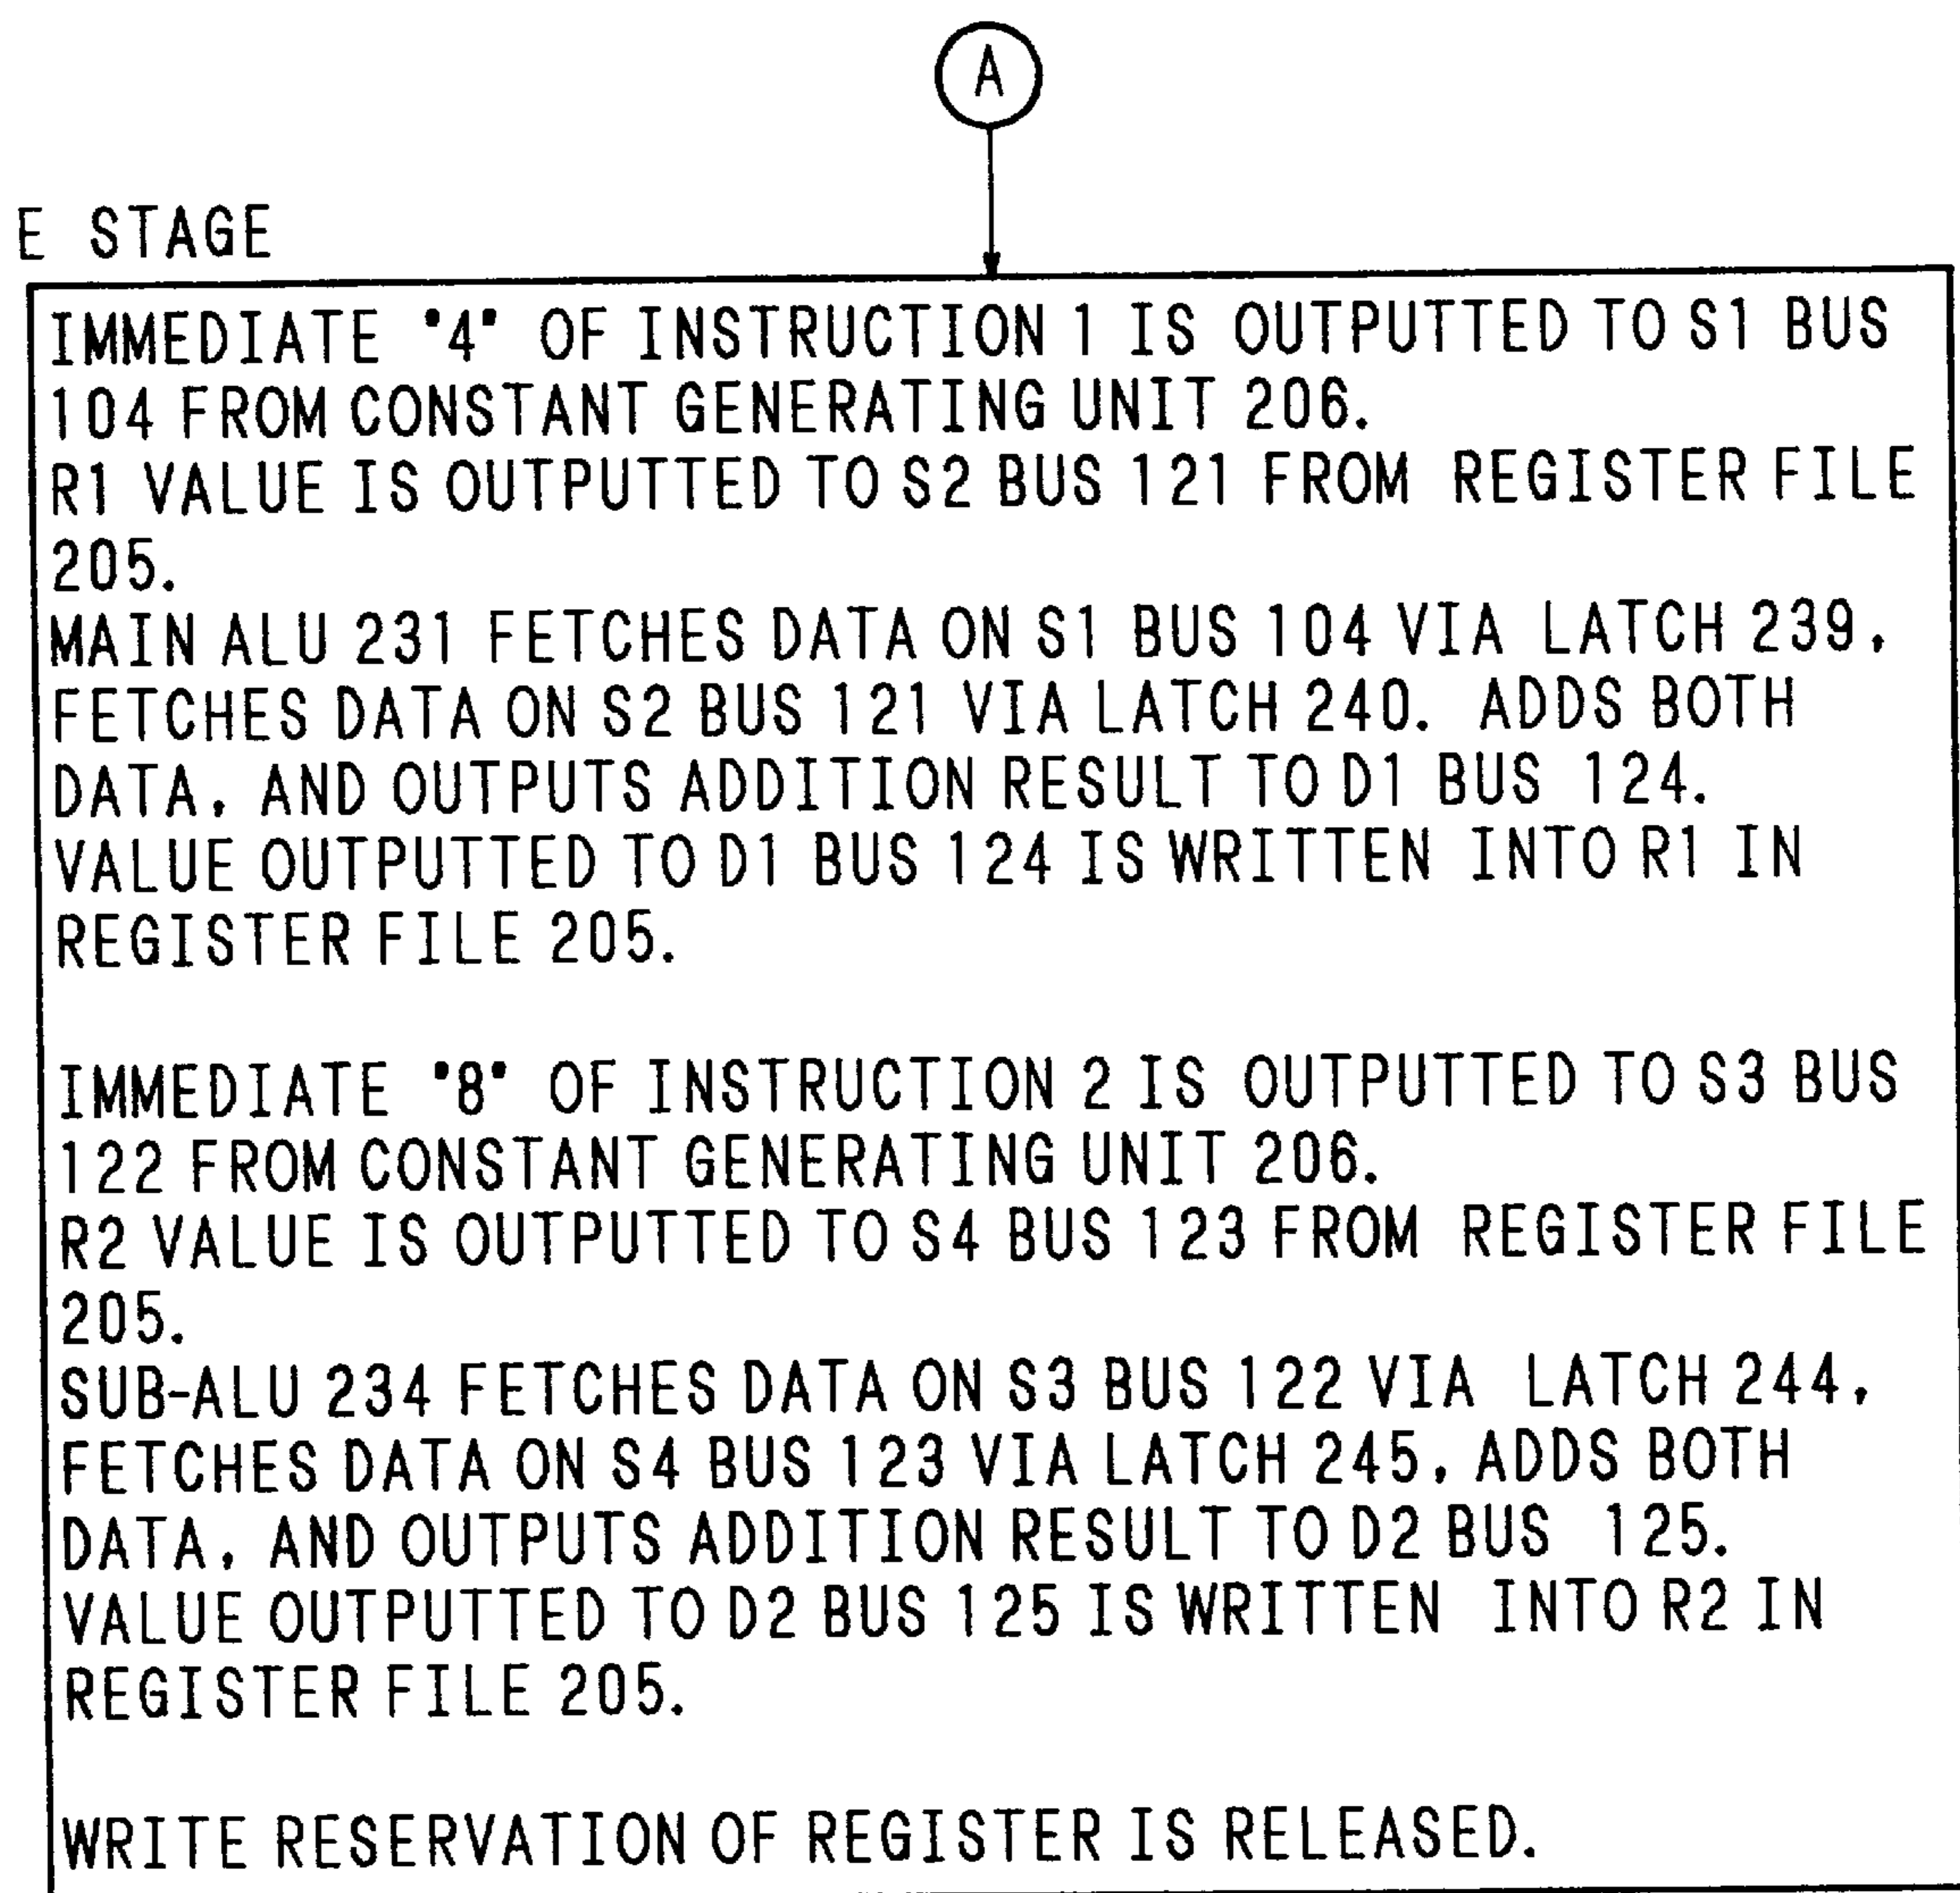 A
E STAGE
IMMEDIATE "4" OF INSTRUCTION 1 IS OUTPUTTED TO S1 BUS
104 FROM CONSTANT GENERATING UNIT 206.
R1 VALUE IS OUTPUTTED TO S2 BUS 121 FROM REGISTER FILE
205.
MAIN ALU 231 FETCHES DATA ON S1 BUS 104 VIA LATCH 239,
FETCHES DATA ON S2 BUS 121 VIA LATCH 240. ADDS BOTH
DATA, AND OUTPUTS ADDITION RESULT TO D1 BUS 124.
VALUE OUTPUTTED TO D1 BUS 124 IS WRITTEN INTO R1 IN
REGISTER FILE 205.
IMMEDIATE "8" OF INSTRUCTION 2 IS OUTPUTTED TO S3 BUS
122 FROM CONSTANT GENERATING UNIT 206.
R2 VALUE IS OUTPUTTED TO S4 BUS 123 FROM REGISTER FILE
205.
SUB-ALU 234 FETCHES DATA ON S3 BUS 122 VIA LATCH 244,
FETCHES DATA ON S4 BUS 123 VIA LATCH 245, ADDS BOTH
DATA, AND OUTPUTS ADDITION RESULT TO D2 BUS 125.
VALUE OUTPUTTED TO D2 BUS 125 IS WRITTEN INTO R2 IN
REGISTER FILE 205.
WRITE RESERVATION OF REGISTER IS RELEASED.